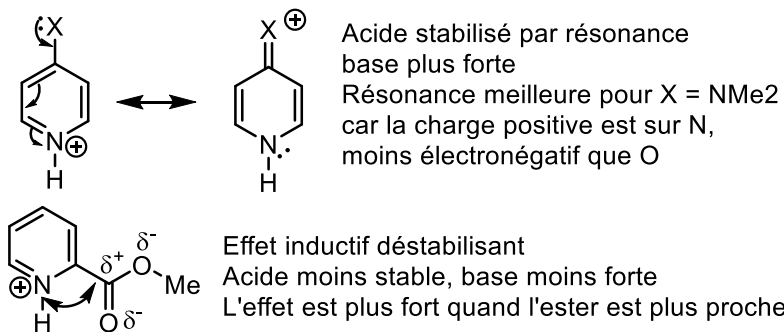 :X
X ⊕
Acide stabilisé par résonance
base plus forte
Résonance meilleure pour X = NMe2
car la charge positive est sur N,
moins électronégatif que O
N ⊕
H
N:
H
Effet inductif déstabilisant
Acide moins stable, base moins forte
L'effet est plus fort quand l'ester est plus proche
δ-
δ+
O
Me
⊕ N
H
O δ-